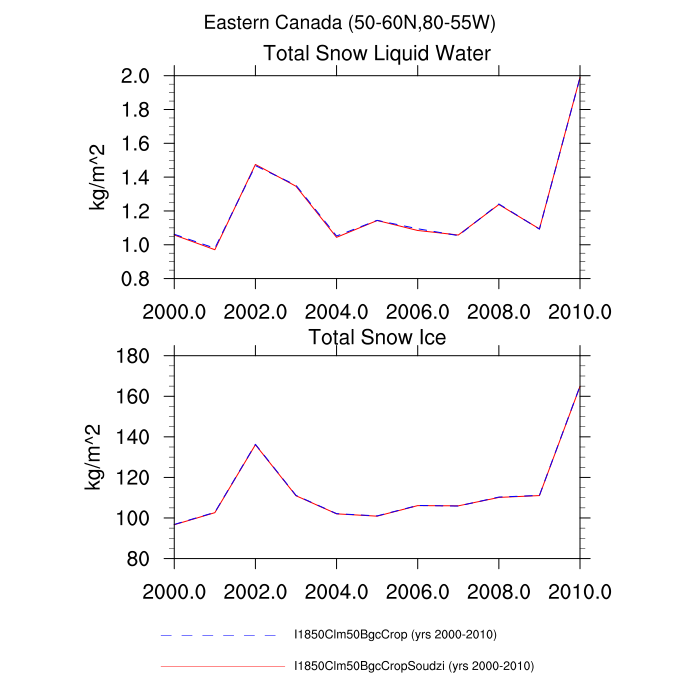 Eastern Canada (50-60N,80-55W)
Total Snow Liquid Water
2.0
1.8
1.6
1.4
1.2
1.0
0.8
kg/m^2
2000.0 2002.0 2004.0 2006.0 2008.0 2010.0
Total Snow Ice
180
160
140
120
100
80
kg/m^2
2000.0 2002.0 2004.0 2006.0 2008.0 2010.0
I1850Clm50BgcCrop (yrs 2000-2010)
I1850Clm50BgcCropSoudzi (yrs 2000-2010)